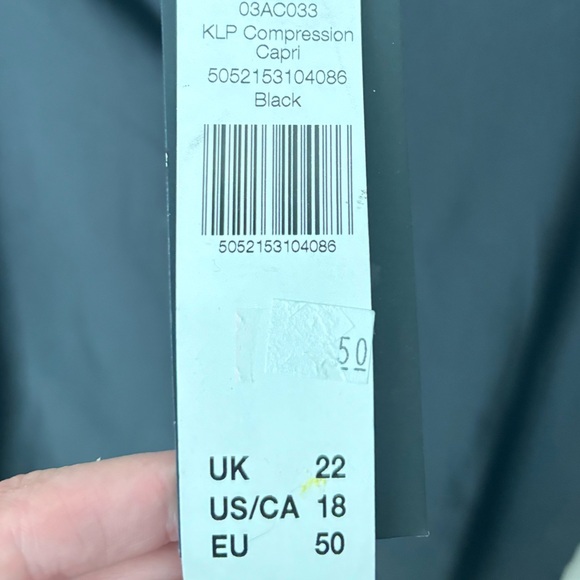 03AC033
KLP Compression
Capri
5052153104086
Black
5052153104086
50
UK 22
US/CA 18
EU 50